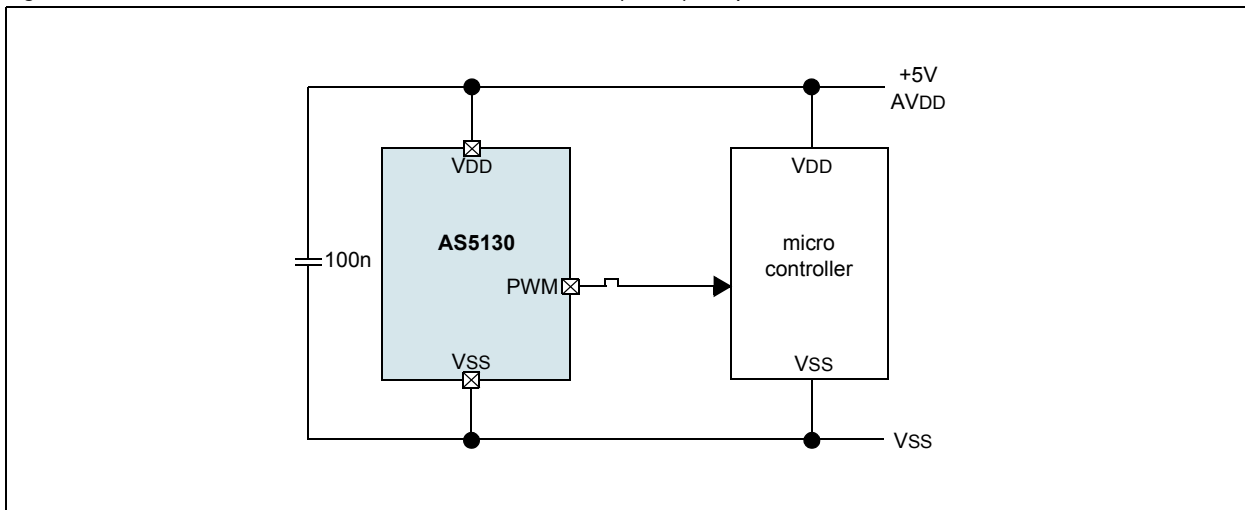 +5V
AVDD
VDD
VDD
AS5130
micro
controller
100n
PWM
VSS
VSS
VSS